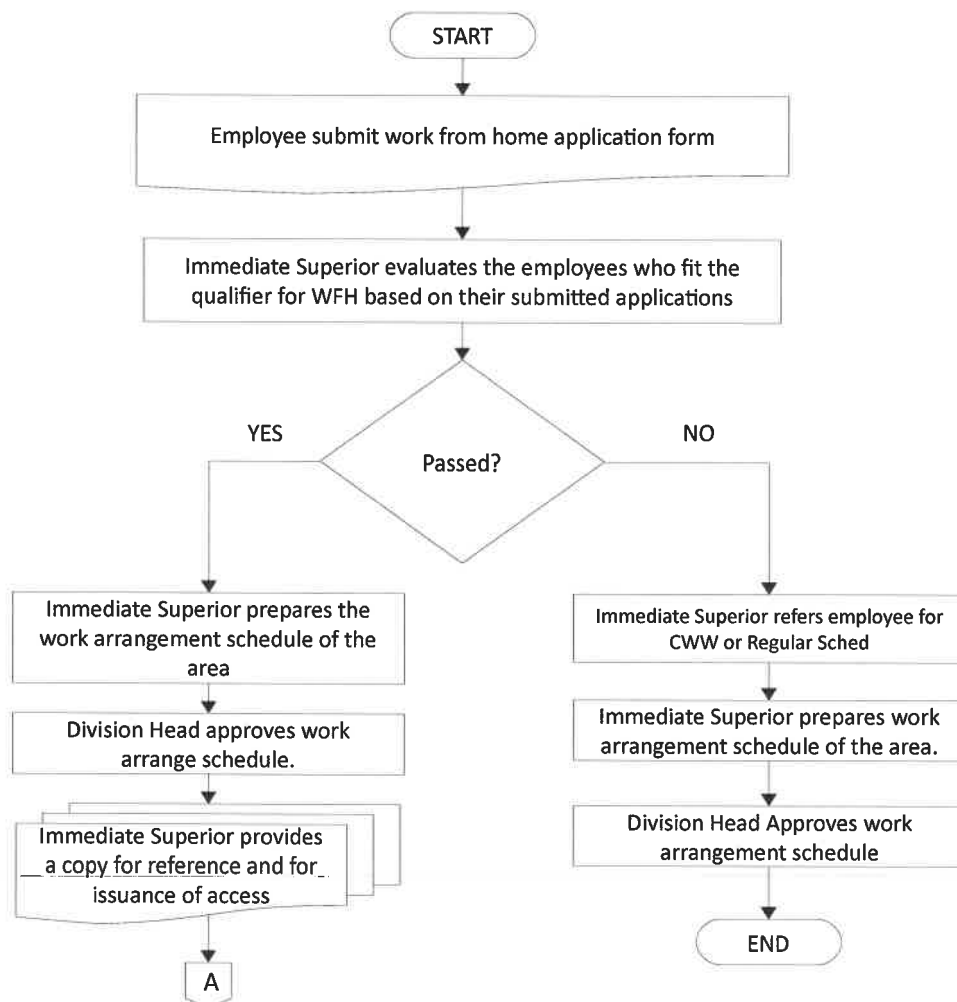 START
Employee submit work from home application form
Immediate Superior evaluates the employees who fit the
qualifier for WFH based on their submitted applications
YES
NO
Passed?
Immediate Superior prepares the
work arrangement schedule of the
area
Division Head approves work
arrange schedule.
Immediate Superior provides
a copy for reference and for
issuance of access
A
Immediate Superior refers employee for
CWW or Regular Sched
Immediate Superior prepares work
arrangement schedule of the area.
Division Head Approves work
arrangement schedule
END